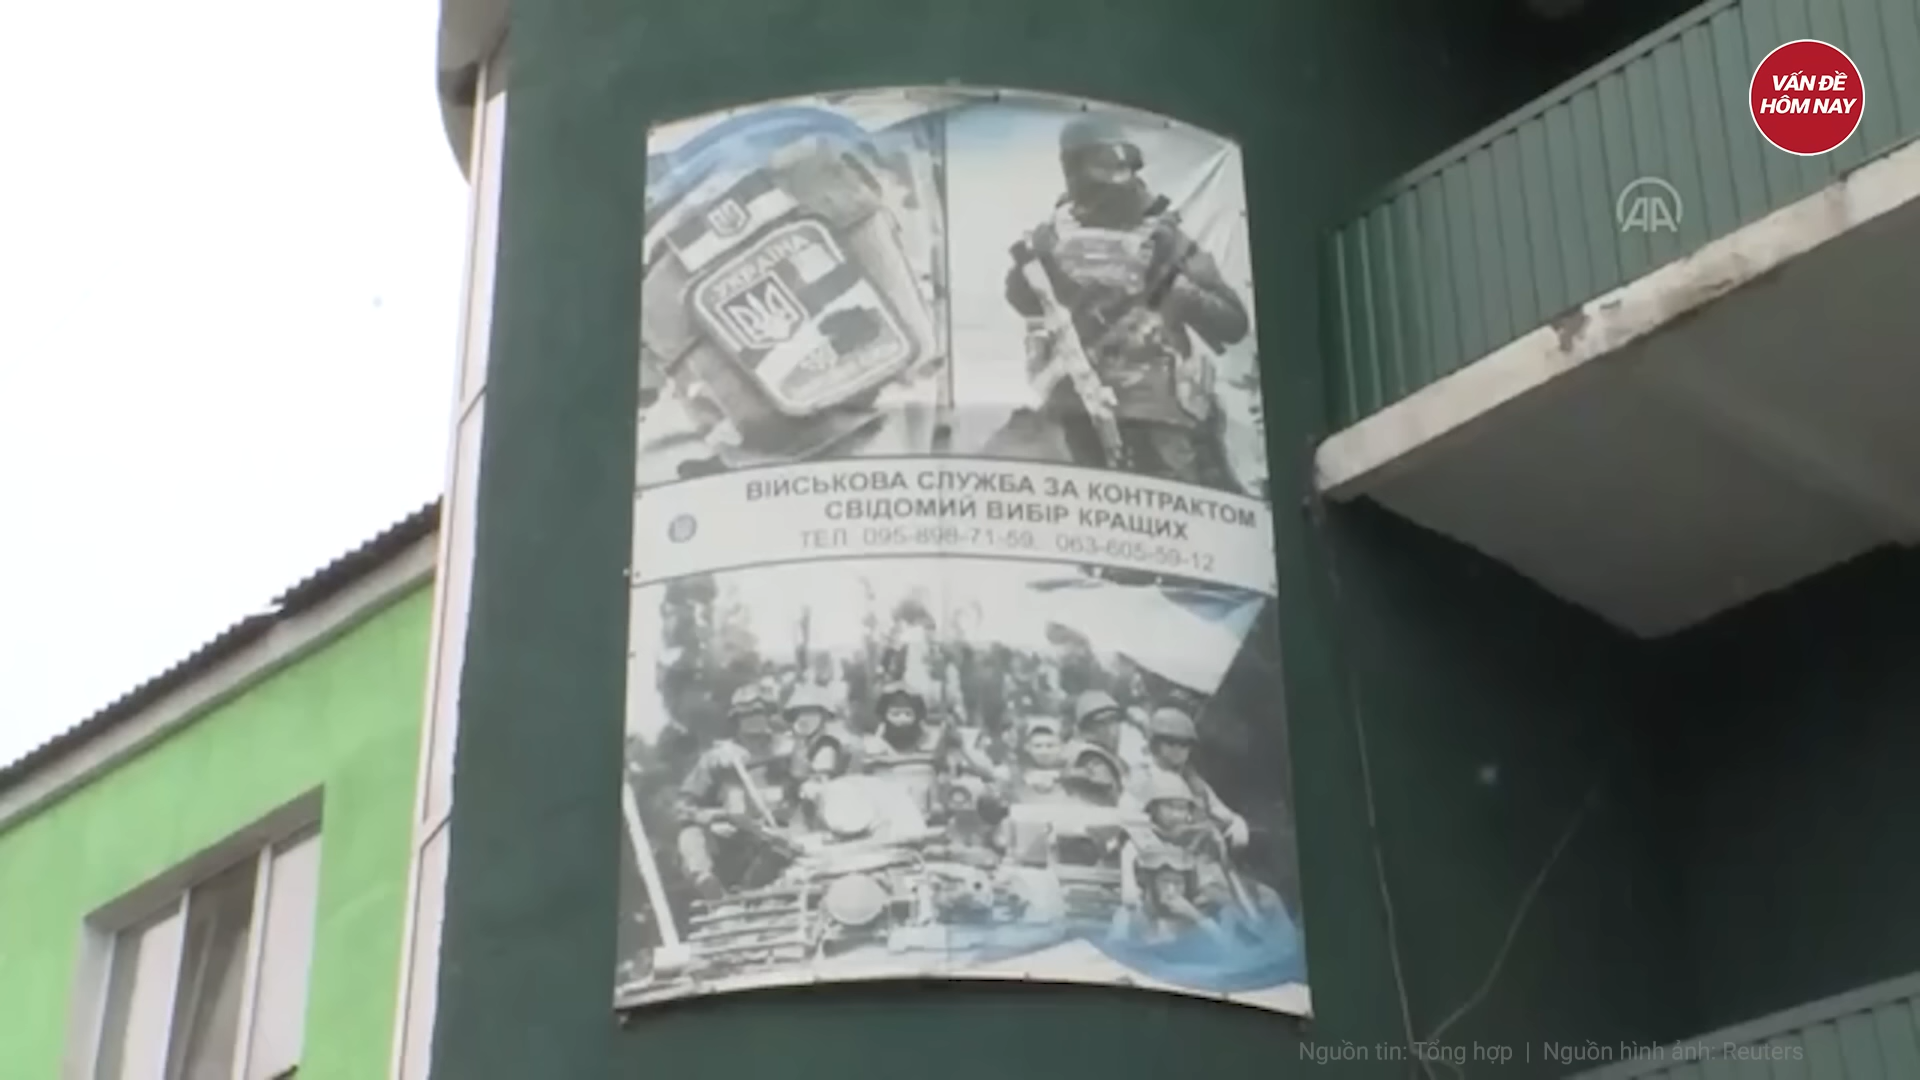 VẤN ĐỀ
HÔM NAY
AA
УКРАЇНА
ВІЙСЬКОВА СЛУЖБА ЗА КОНТРАКТОМ
СВІДОМИЙ ВИБІР КРАЩИХ
ТЕЛ. 095-898-71-59, 063-605-59-12
Nguồn tin: Tổng hợp | Nguồn hình ảnh: Reuters